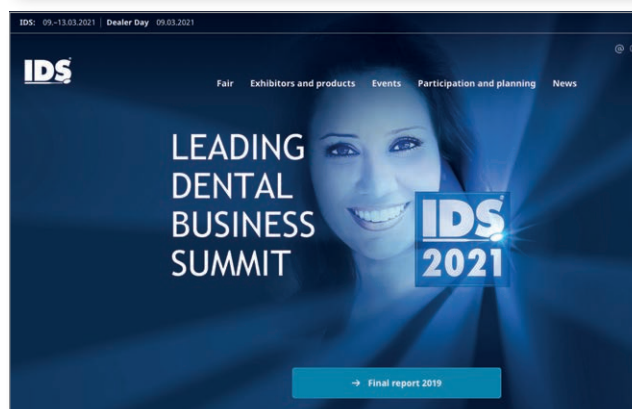 IDS: 09.–13.03.2021 | Dealer Day 09.03.2021
@
IDS
Fair Exhibitors and products Events Participation and planning News
LEADING
DENTAL
BUSINESS
SUMMIT
IDS®
2021
→ Final report 2019